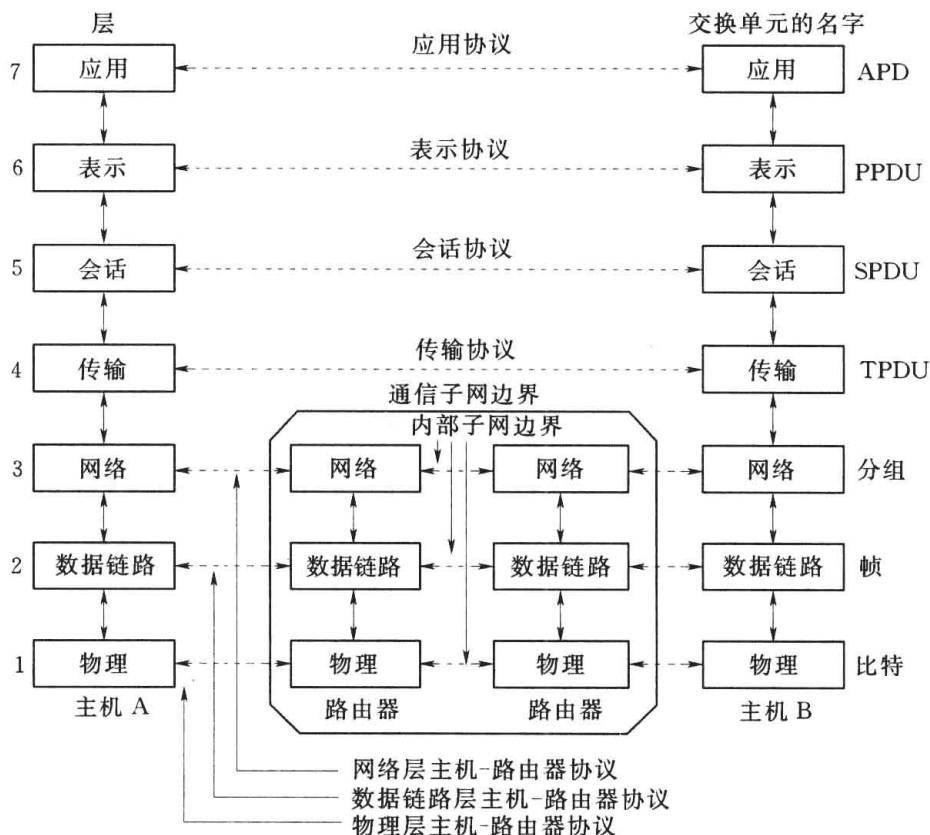 层 交换单元的名字
7 应用 应用协议 应用 APD
6 表示 表示协议 表示 PPDU
5 会话 会话协议 会话 SPDU
4 传输 传输协议 传输 TPDU
通信子网边界
内部子网边界
3 网络 网络 网络 网络 分组
2 数据链路 数据链路 数据链路 数据链路 帧
1 物理 物理 物理 物理 比特
主机 A 路由器 路由器 主机 B
网络层主机-路由器协议
数据链路层主机-路由器协议
物理层主机-路由器协议